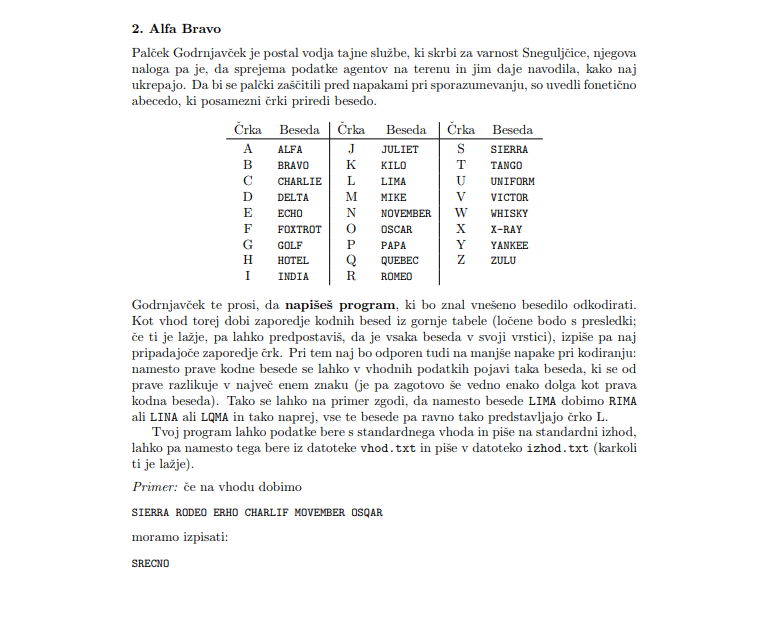 2. Alfa Bravo
Palček Godrnjavček je postal vodja tajne službe, ki skrbi za varnost Sneguljčice, njegova
naloga pa je, da sprejema podatke agentov na terenu in jim daje navodila, kako naj
ukrepajo. Da bi se palčki zaščitili pred napakami pri sporazumevanju, so uvedli fonetično
abecedo, ki posamezni črki priredi besedo.
Črka Beseda Črka Beseda Črka Beseda
A ALFA J JULIET S SIERRA
B BRAVO K KILO T TANGO
C CHARLIE L LIMA U UNIFORM
D DELTA M MIKE V VICTOR
E ECHO N NOVEMBER W WHISKY
F FOXTROT O OSCAR X X-RAY
G GOLF P PAPA Y YANKEE
H HOTEL Q QUEBEC Z ZULU
I INDIA R ROMEO
Godrnjavček te prosi, da napišeš program, ki bo znal vnešeno besedilo odkodirati.
Kot vhod torej dobi zaporedje kodnih besed iz gornje tabele (ločene bodo s presledki;
če ti je lažje, pa lahko predpostaviš, da je vsaka beseda v svoji vrstici), izpiše pa naj
pripadajoče zaporedje črk. Pri tem naj bo odporen tudi na manjše napake pri kodiranju:
namesto prave kodne besede se lahko v vhodnih podatkih pojavi taka beseda, ki se od
prave razlikuje v največ enem znaku (je pa zagotovo še vedno enako dolga kot prava
kodna beseda). Tako se lahko na primer zgodi, da namesto besede LIMA dobimo RIMA
ali LINA ali LQMA in tako naprej, vse te besede pa ravno tako predstavljajo črko L.
Tvoj program lahko podatke bere s standardnega vhoda in piše na standardni izhod,
lahko pa namesto tega bere iz datoteke vhod.txt in piše v datoteko izhod.txt (karkoli
ti je lažje).
Primer: če na vhodu dobimo
SIERRA RODEO ERHO CHARLIF MOVEMBER OSQAR
moramo izpisati:
SRECNO